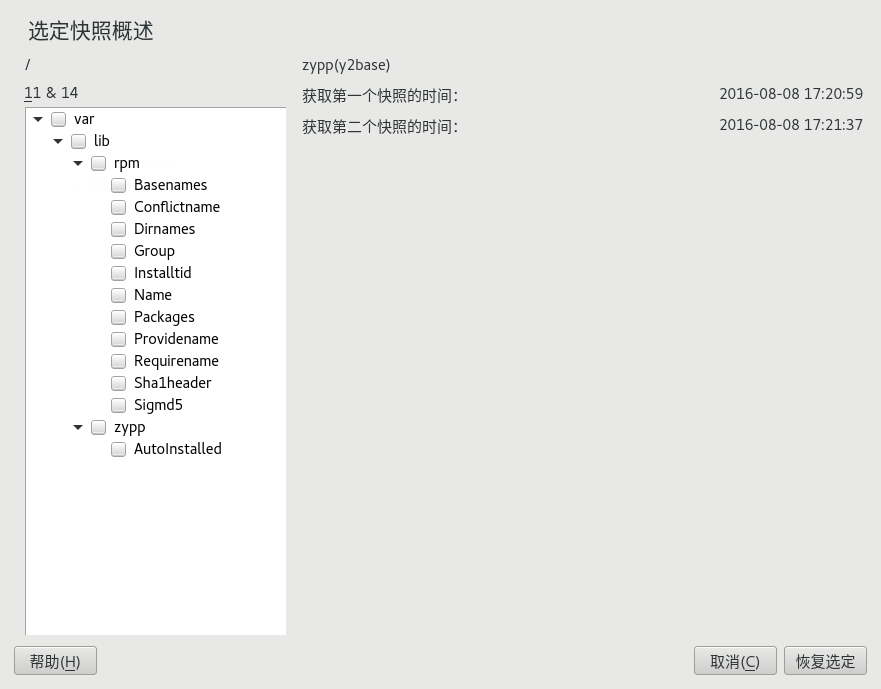 选定快照概述
/
11 & 14
var
lib
rpm
Basenames
Conflictname
Dirnames
Group
Installtid
Name
Packages
Providename
Requirename
Sha1header
Sigmd5
zypp
AutoInstalled
zypp(y2base)
获取第一个快照的时间： 2016-08-08 17:20:59
获取第二个快照的时间： 2016-08-08 17:21:37
帮助(H) 取消(C) 恢复选定